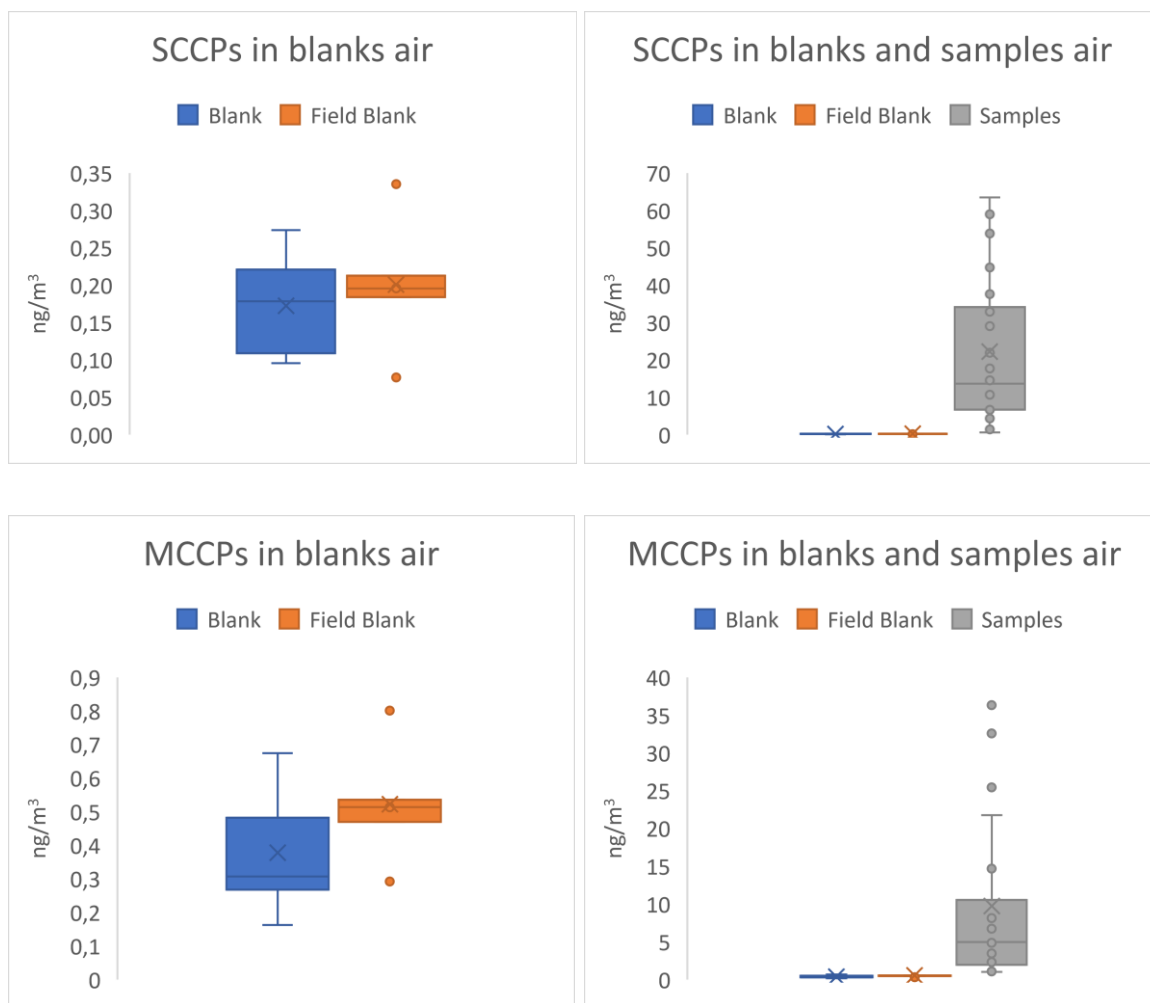 SCCPs in blanks air
Blank Field Blank
0,35
0,30
0,25
0,20
0,15
0,10
0,05
0,00
ng/m³
SCCPs in blanks and samples air
Blank Field Blank Samples
70
60
50
40
30
20
10
0
ng/m³
MCCPs in blanks air
Blank Field Blank
0,9
0,8
0,7
0,6
0,5
0,4
0,3
0,2
0,1
0
ng/m³
MCCPs in blanks and samples air
Blank Field Blank Samples
40
35
30
25
20
15
10
5
0
ng/m³